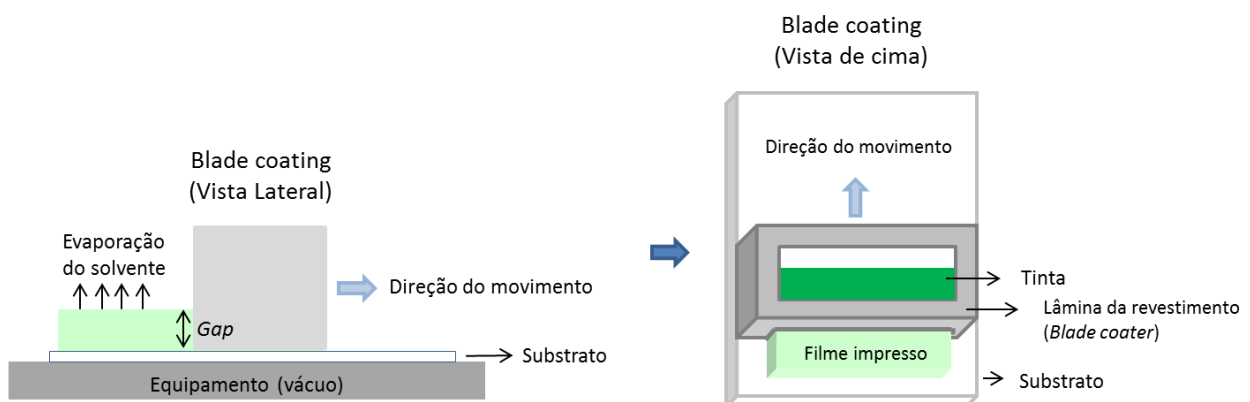 Blade coating
(Vista Lateral)
Evaporação
do solvente
Gap
Direção do movimento
Substrato
Equipamento (vácuo)
Blade coating
(Vista de cima)
Direção do movimento
Tinta
Lâmina da revestimento
(Blade coater)
Filme impresso
Substrato